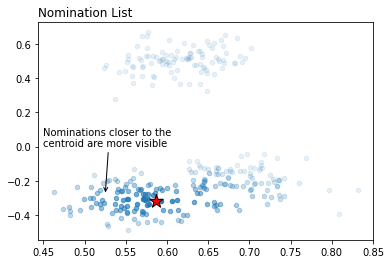 Nomination List
0.6
0.4
0.2
0.0
−0.2
−0.4
Nominations closer to the
centroid are more visible
0.45 0.50 0.55 0.60 0.65 0.70 0.75 0.80 0.85